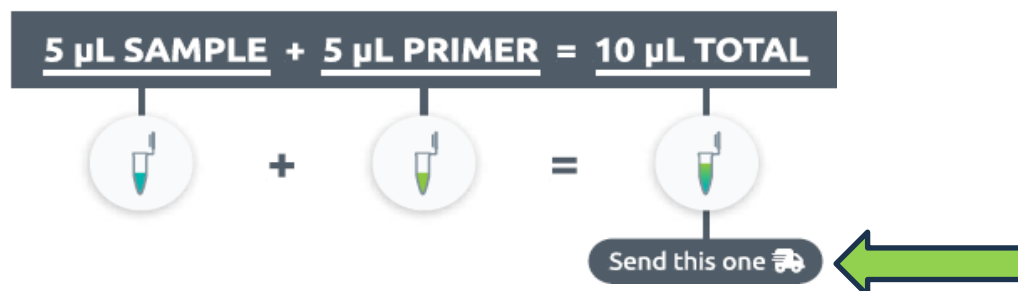 5 µL SAMPLE + 5 µL PRIMER = 10 µL TOTAL
+ =
Send this one